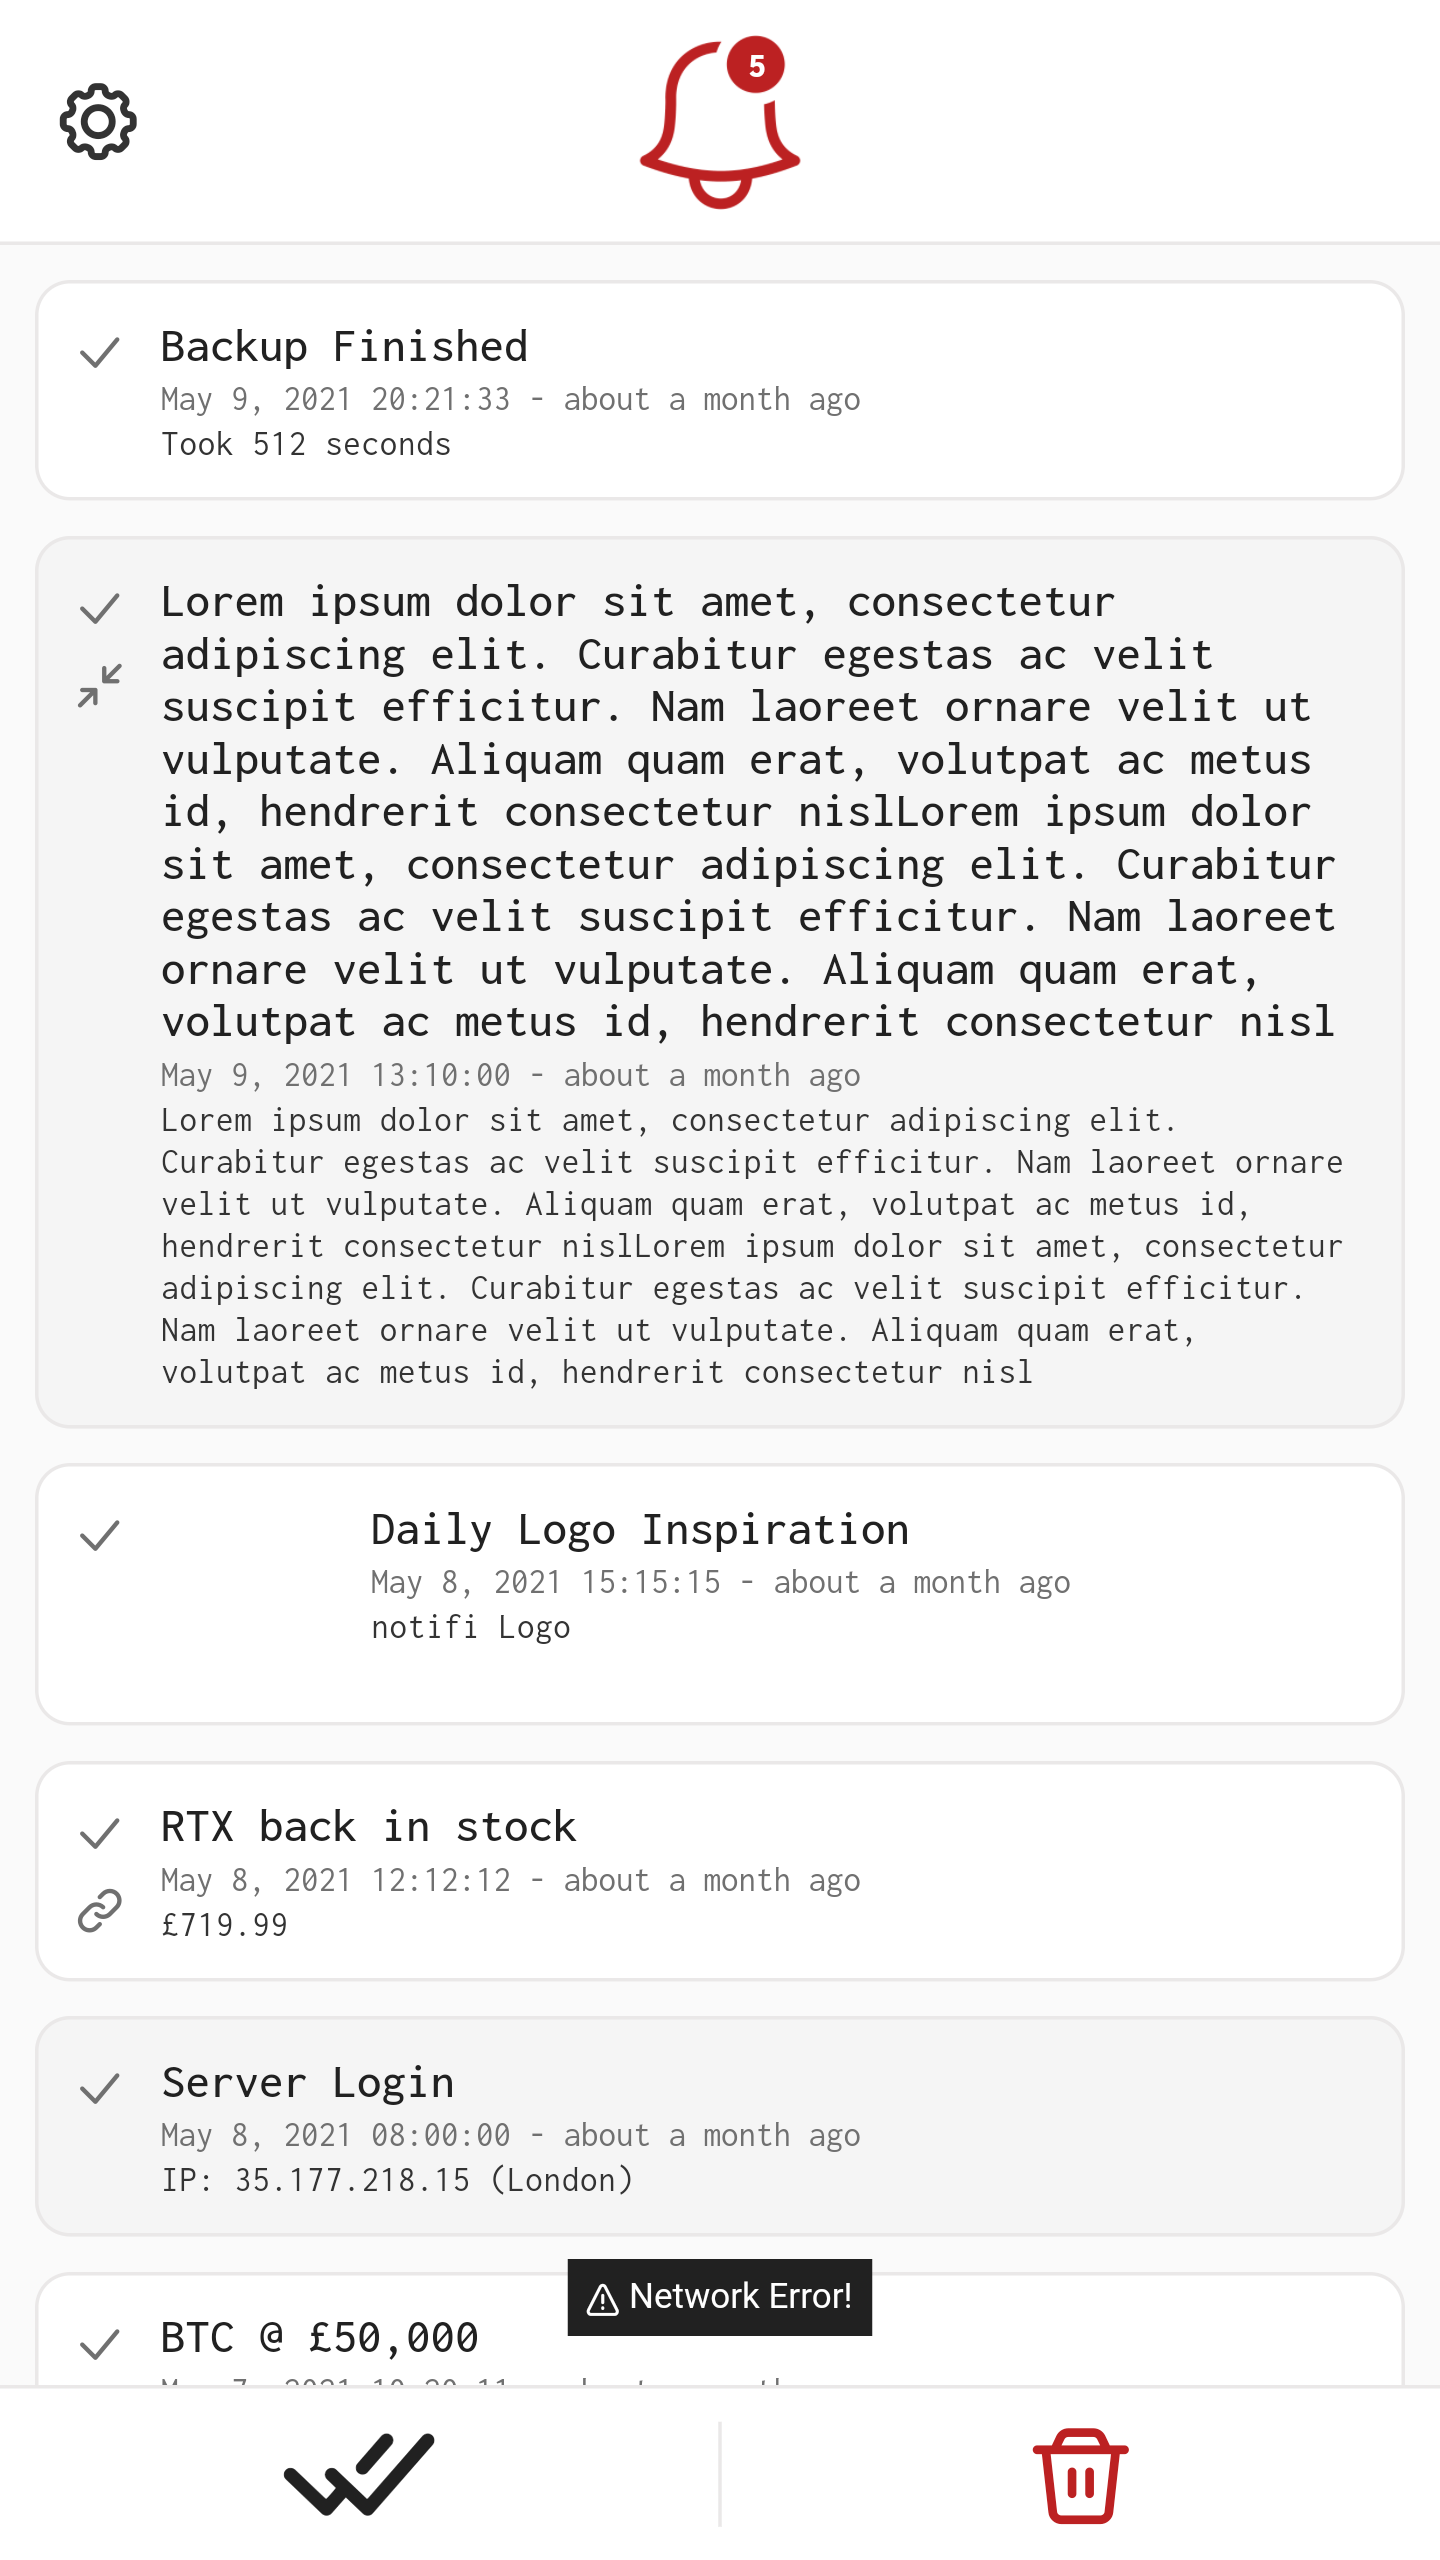 5
Backup Finished
May 9, 2021 20:21:33 - about a month ago
Took 512 seconds
Lorem ipsum dolor sit amet, consectetur
adipiscing elit. Curabitur egestas ac velit
suscipit efficitur. Nam laoreet ornare velit ut
vulputate. Aliquam quam erat, volutpat ac metus
id, hendrerit consectetur nislLorem ipsum dolor
sit amet, consectetur adipiscing elit. Curabitur
egestas ac velit suscipit efficitur. Nam laoreet
ornare velit ut vulputate. Aliquam quam erat,
volutpat ac metus id, hendrerit consectetur nisl
May 9, 2021 13:10:00 - about a month ago
Lorem ipsum dolor sit amet, consectetur adipiscing elit.
Curabitur egestas ac velit suscipit efficitur. Nam laoreet ornare
velit ut vulputate. Aliquam quam erat, volutpat ac metus id,
hendrerit consectetur nislLorem ipsum dolor sit amet, consectetur
adipiscing elit. Curabitur egestas ac velit suscipit efficitur.
Nam laoreet ornare velit ut vulputate. Aliquam quam erat,
volutpat ac metus id, hendrerit consectetur nisl
Daily Logo Inspiration
May 8, 2021 15:15:15 - about a month ago
notifi Logo
RTX back in stock
May 8, 2021 12:12:12 - about a month ago
£719.99
Server Login
May 8, 2021 08:00:00 - about a month ago
IP: 35.177.218.15 (London)
Network Error!
BTC @ £50,000